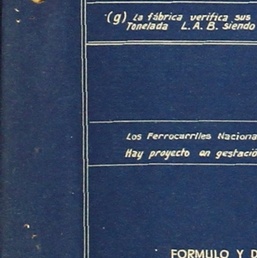 (g) La fábrica verifica sus
Tonelada L.A.B. siendo
Los Ferrocarriles Naciona
Hay proyecto en gestació
FORMULO Y D